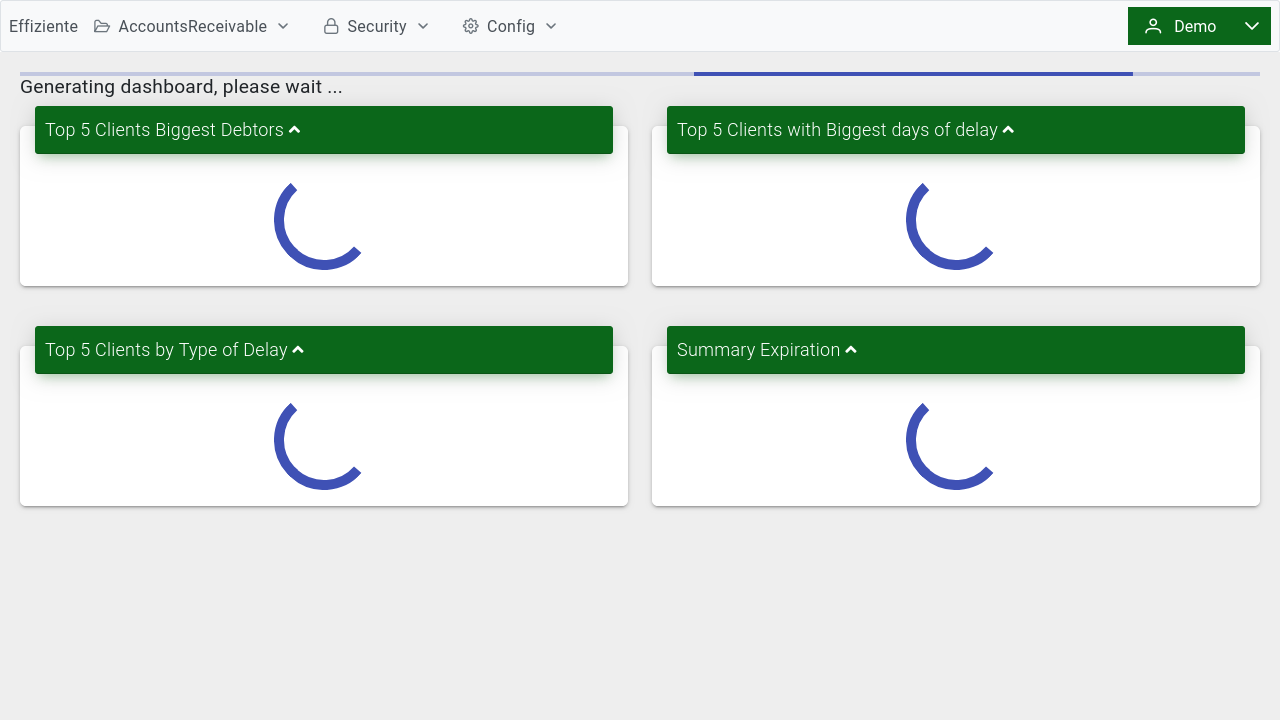 Effiziente AccountsReceivable Security Config Demo
Generating dashboard, please wait ...
Top 5 Clients Biggest Debtors
Top 5 Clients with Biggest days of delay
Top 5 Clients by Type of Delay
Summary Expiration